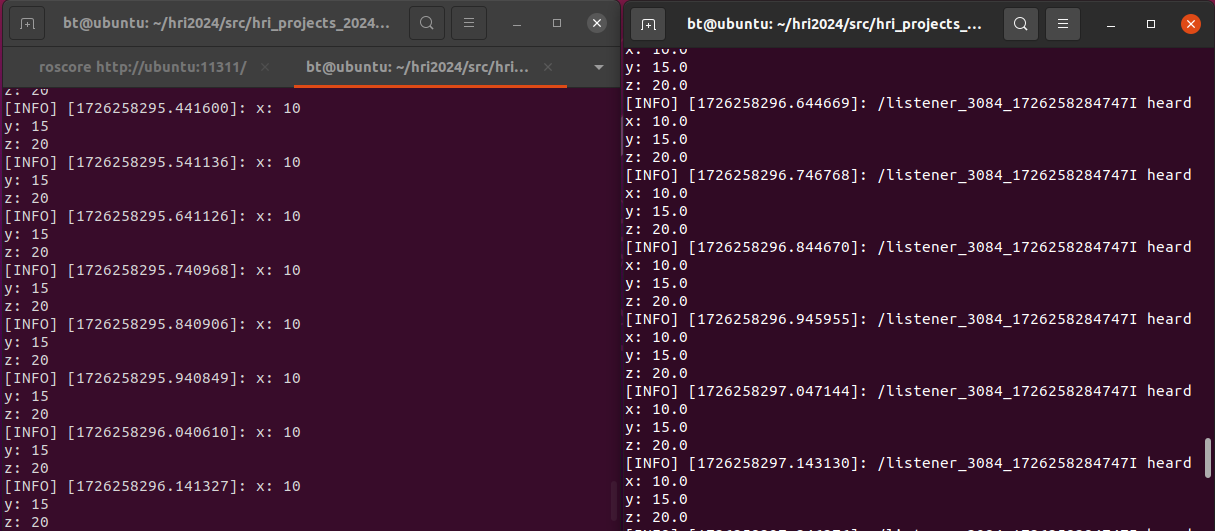 bt@ubuntu: ~/hri2024/src/hri_projects_2024...
roscore http://ubuntu:11311/
bt@ubuntu: ~/hri2024/src/hri...
z: 20
[INFO] [1726258295.441600]: x: 10
y: 15
z: 20
[INFO] [1726258295.541136]: x: 10
y: 15
z: 20
[INFO] [1726258295.641126]: x: 10
y: 15
z: 20
[INFO] [1726258295.740968]: x: 10
y: 15
z: 20
[INFO] [1726258295.840906]: x: 10
y: 15
z: 20
[INFO] [1726258295.940849]: x: 10
y: 15
z: 20
[INFO] [1726258296.040610]: x: 10
y: 15
z: 20
[INFO] [1726258296.141327]: x: 10
y: 15
z: 20
bt@ubuntu: ~/hri2024/src/hri_projects_...
x: 10.0
y: 15.0
z: 20.0
[INFO] [1726258296.644669]: /listener_3084_1726258284747I heard
x: 10.0
y: 15.0
z: 20.0
[INFO] [1726258296.746768]: /listener_3084_1726258284747I heard
x: 10.0
y: 15.0
z: 20.0
[INFO] [1726258296.844670]: /listener_3084_1726258284747I heard
x: 10.0
y: 15.0
z: 20.0
[INFO] [1726258296.945955]: /listener_3084_1726258284747I heard
x: 10.0
y: 15.0
z: 20.0
[INFO] [1726258297.047144]: /listener_3084_1726258284747I heard
x: 10.0
y: 15.0
z: 20.0
[INFO] [1726258297.143130]: /listener_3084_1726258284747I heard
x: 10.0
y: 15.0
z: 20.0